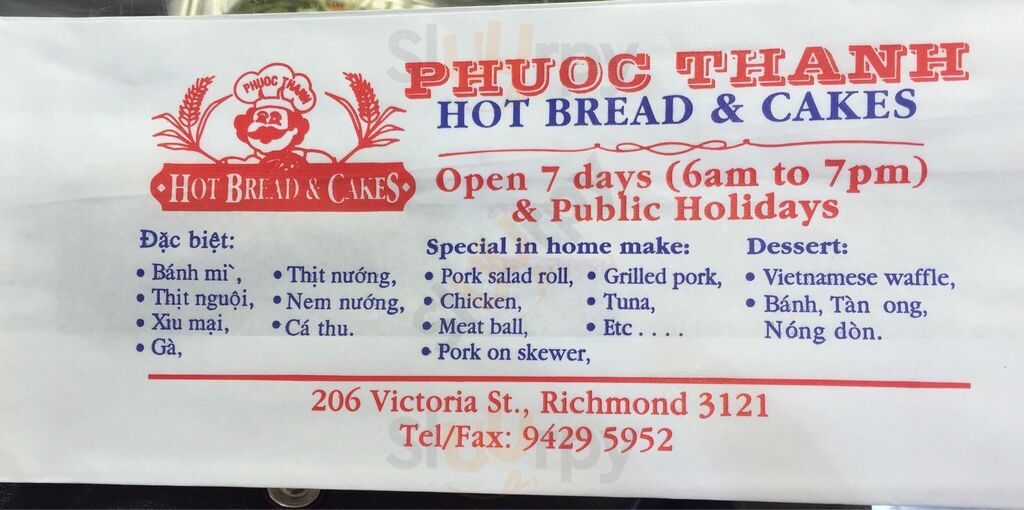 PHUOC THANH
HOT BREAD & CAKES
PHUOC THANH
HOT BREAD & CAKES
Open 7 days (6am to 7pm)
& Public Holidays
Đặc biệt:
• Bánh mì`,
• Thịt nguội,
• Xìu mại,
• Gà,
• Thịt nướng,
• Nem nướng,
• Cá thu.
Special in home make:
• Pork salad roll,
• Chicken,
• Meat ball,
• Pork on skewer,
• Grilled pork,
• Tuna,
• Etc . . . .
Dessert:
• Vietnamese waffle,
• Bánh, Tàn ong,
Nóng dòn.
206 Victoria St., Richmond 3121
Tel/Fax: 9429 5952
Sluurpy
Sluurpy